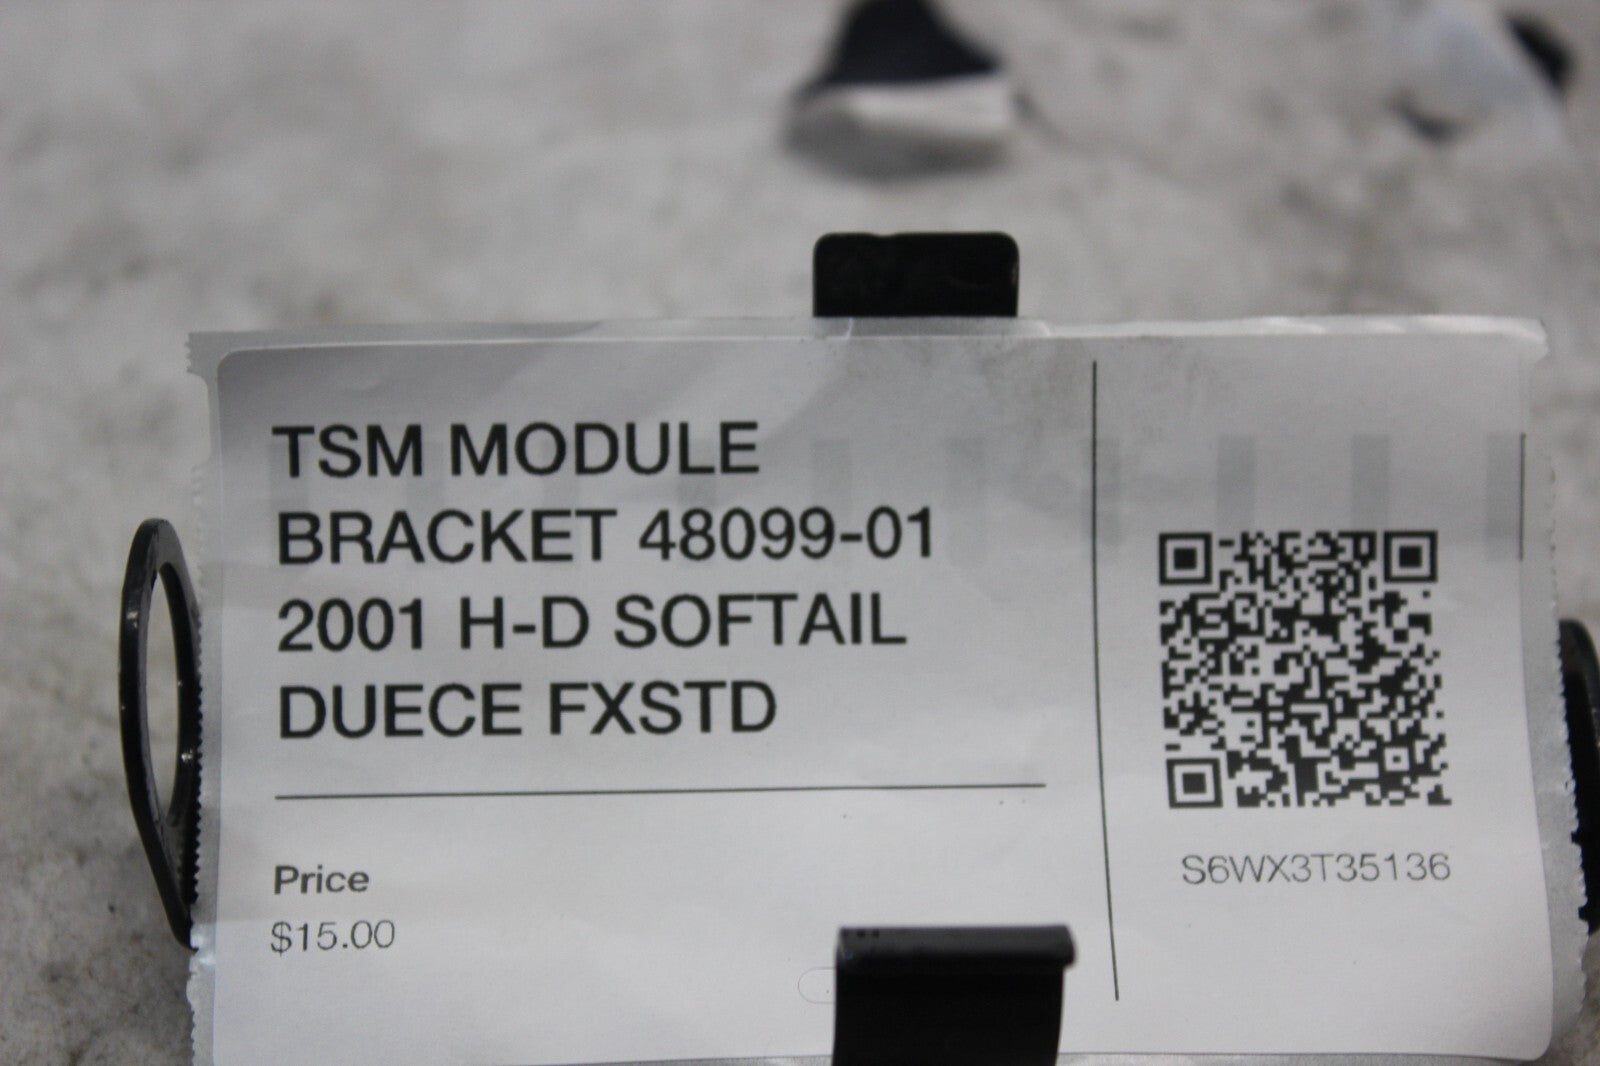 TSM MODULE
BRACKET 48099-01
2001 H-D SOFTAIL
DUECE FXSTD
Price
$15.00
S6WX3T35136